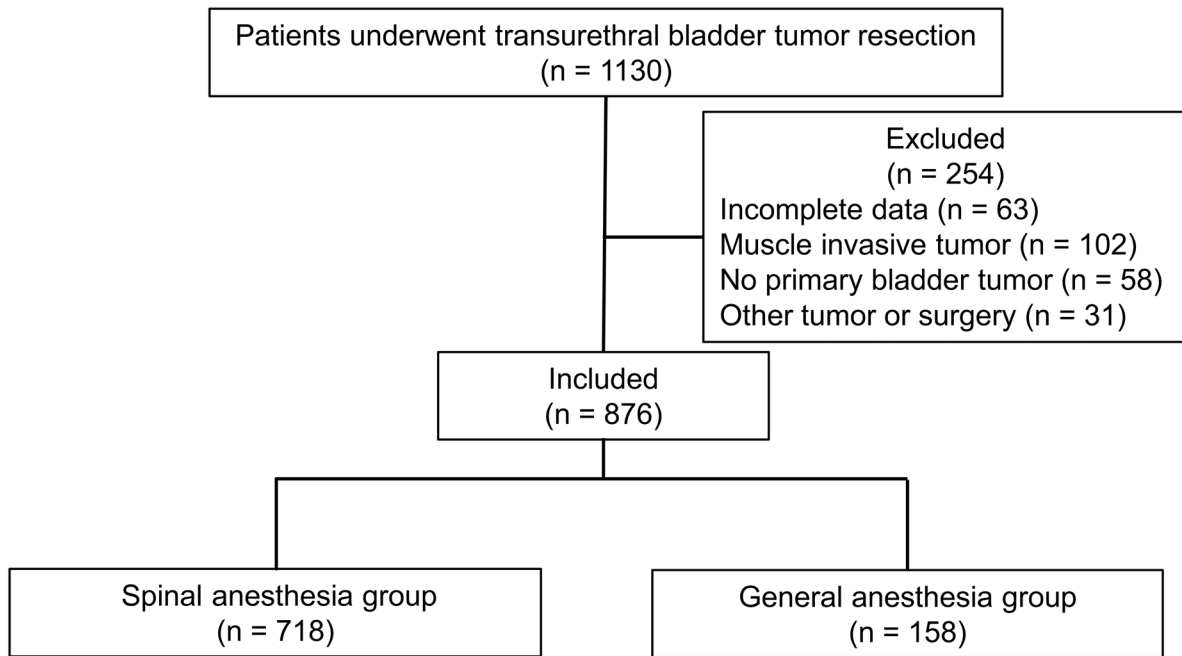 Patients underwent transurethral bladder tumor resection
(n = 1130)
Excluded
(n = 254)
Incomplete data (n = 63)
Muscle invasive tumor (n = 102)
No primary bladder tumor (n = 58)
Other tumor or surgery (n = 31)
Included
(n = 876)
Spinal anesthesia group
(n = 718)
General anesthesia group
(n = 158)